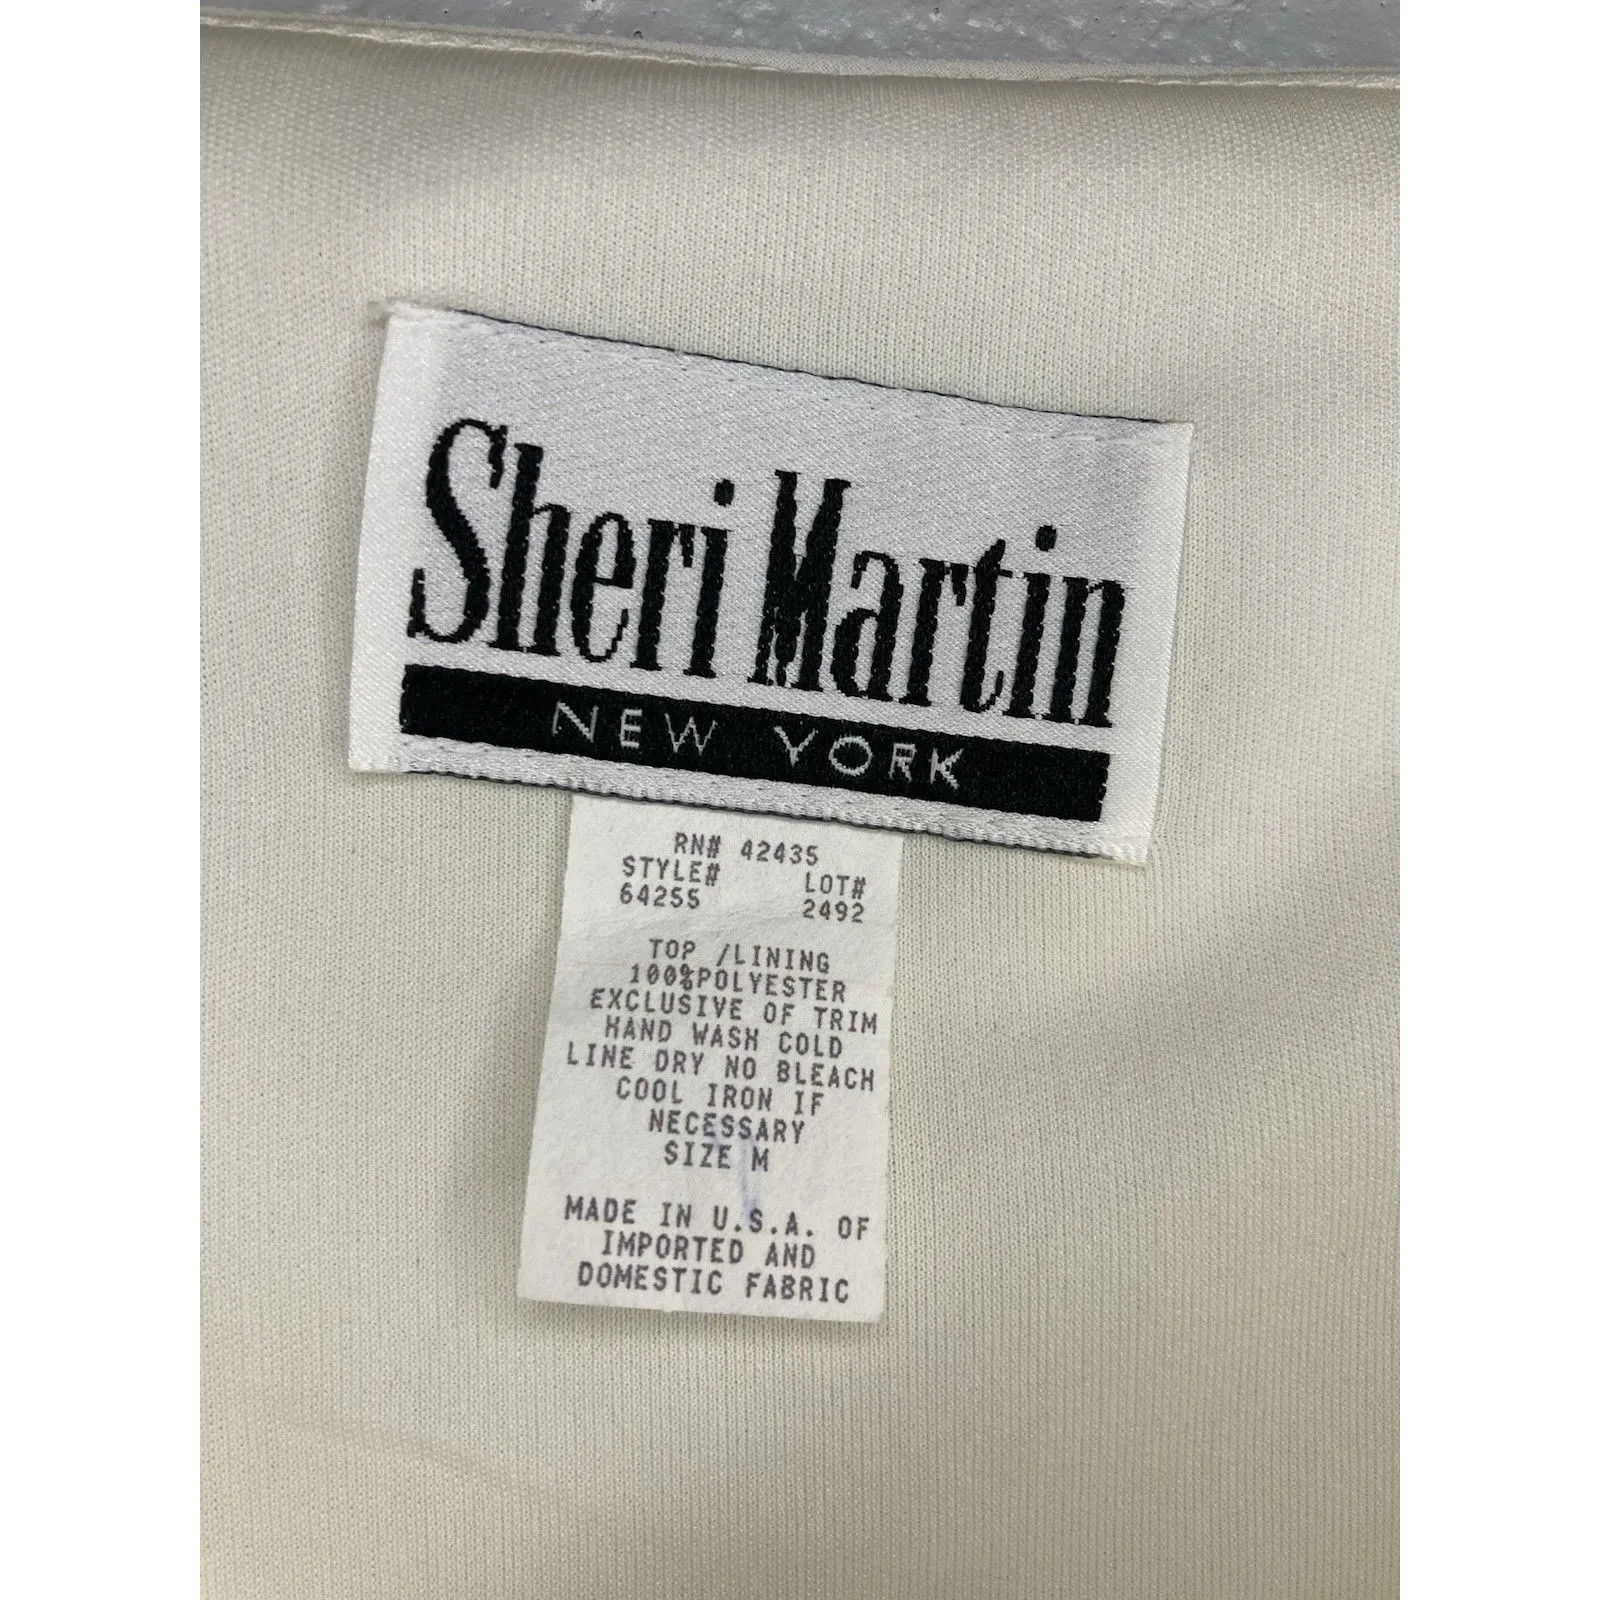 Sheri Martin
NEW YORK
RN# 42435
STYLE# LOT#
64255 2492
TOP /LINING
100%POLYESTER
EXCLUSIVE OF TRIM
HAND WASH COLD
LINE DRY NO BLEACH
COOL IRON IF
NECESSARY
SIZE M
MADE IN U.S.A. OF
IMPORTED AND
DOMESTIC FABRIC